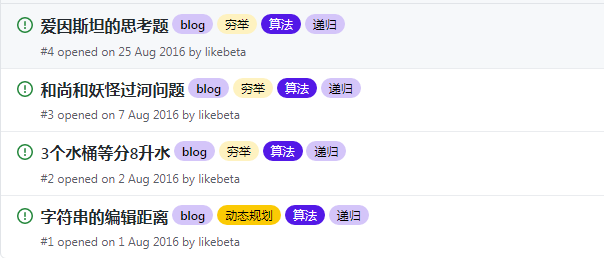 爱因斯坦的思考题 blog 穷举 算法 递归
#4 opened on 25 Aug 2016 by likebeta
和尚和妖怪过河问题 blog 穷举 算法 递归
#3 opened on 7 Aug 2016 by likebeta
3个水桶等分8升水 blog 穷举 算法 递归
#2 opened on 2 Aug 2016 by likebeta
字符串的编辑距离 blog 动态规划 算法 递归
#1 opened on 1 Aug 2016 by likebeta